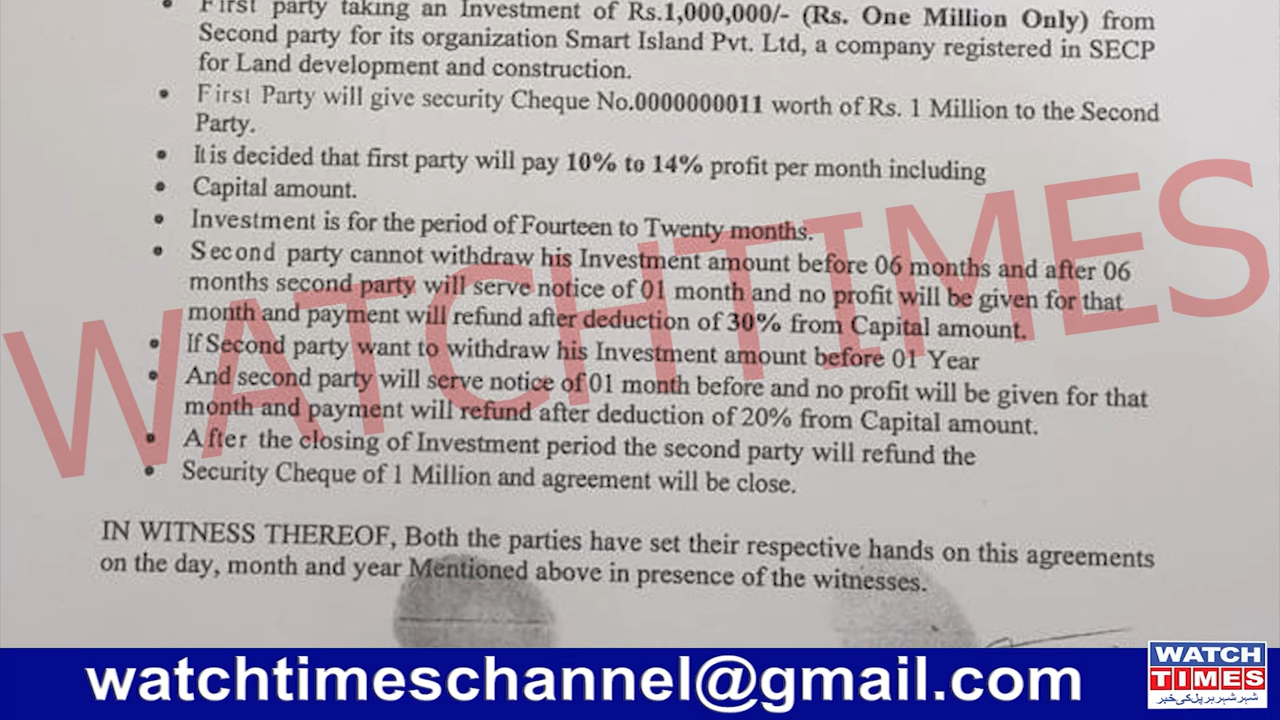 First party taking an Investment of Rs.1,000,000/- (Rs. One Million Only) from
Second party for its organization Smart Island Pvt. Ltd, a company registered in SECP
for Land development and construction.
• First Party will give security Cheque No.0000000011 worth of Rs. 1 Million to the Second
Party.
• It is decided that first party will pay 10% to 14% profit per month including
• Capital amount.
• Investment is for the period of Fourteen to Twenty months.
• Second party cannot withdraw his Investment amount before 06 months and after 06
months second party will serve notice of 01 month and no profit will be given for that
month and payment will refund after deduction of 30% from Capital amount.
• If Second party want to withdraw his Investment amount before 01 Year
• And second party will serve notice of 01 month before and no profit will be given for that
month and payment will refund after deduction of 20% from Capital amount.
• After the closing of Investment period the second party will refund the
• Security Cheque of 1 Million and agreement will be close.
IN WITNESS THEREOF, Both the parties have set their respective hands on this agreements
on the day, month and year Mentioned above in presence of the witnesses.
WATCHTIMES
watchtimeschannel@gmail.com
WATCH
TIMES
شہر شہر ہر پل کی خبر